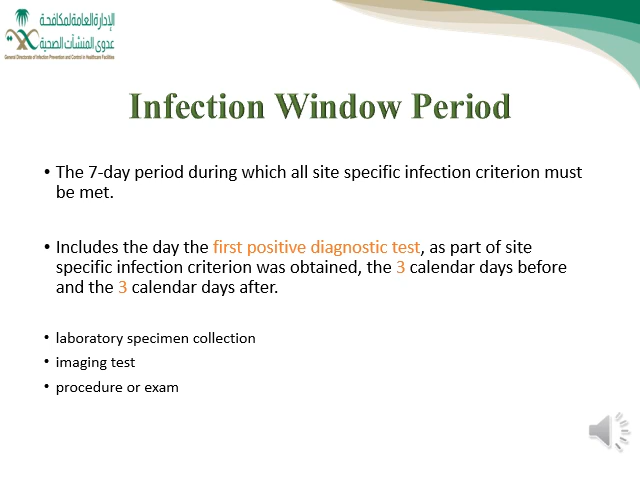 الإدارة العامة لمكافحة
عدوى المنشآت الصحية
General Directorate of Infection Prevention and Control in Healthcare Facilities
Infection Window Period
• The 7-day period during which all site specific infection criterion must
be met.
• Includes the day the first positive diagnostic test, as part of site
specific infection criterion was obtained, the 3 calendar days before
and the 3 calendar days after.
• laboratory specimen collection
• imaging test
• procedure or exam